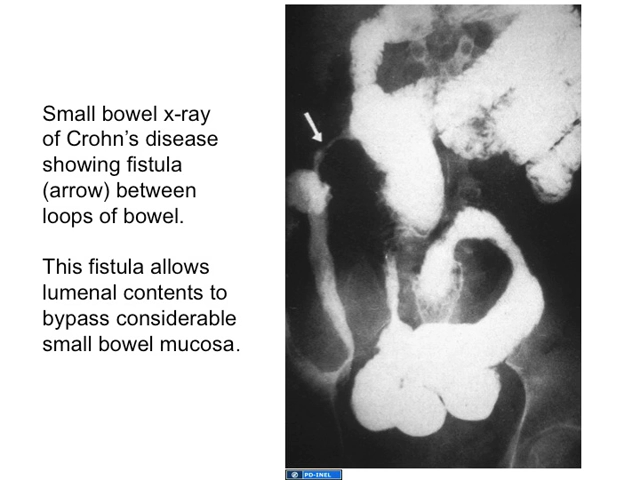 Small bowel x-ray
of Crohn's disease
showing fistula
(arrow) between
loops of bowel.
This fistula allows
lumenal contents to
bypass considerable
small bowel mucosa.
PD-INEL